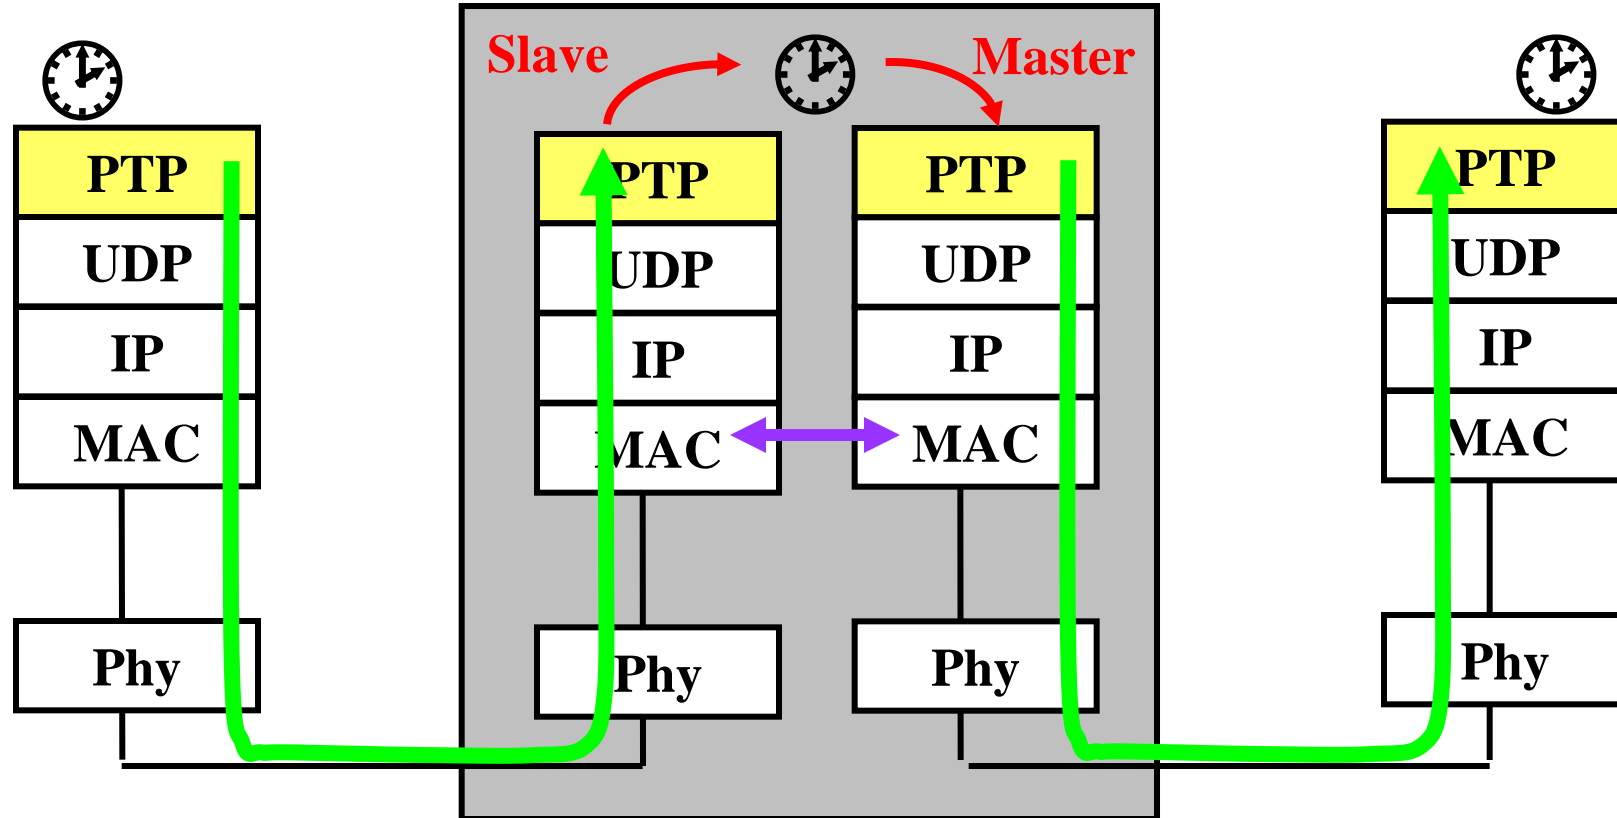 Slave
Master
PTP
UDP
IP
MAC
Phy
PTP
UDP
IP
MAC
Phy
PTP
UDP
IP
MAC
Phy
PTP
UDP
IP
MAC
Phy